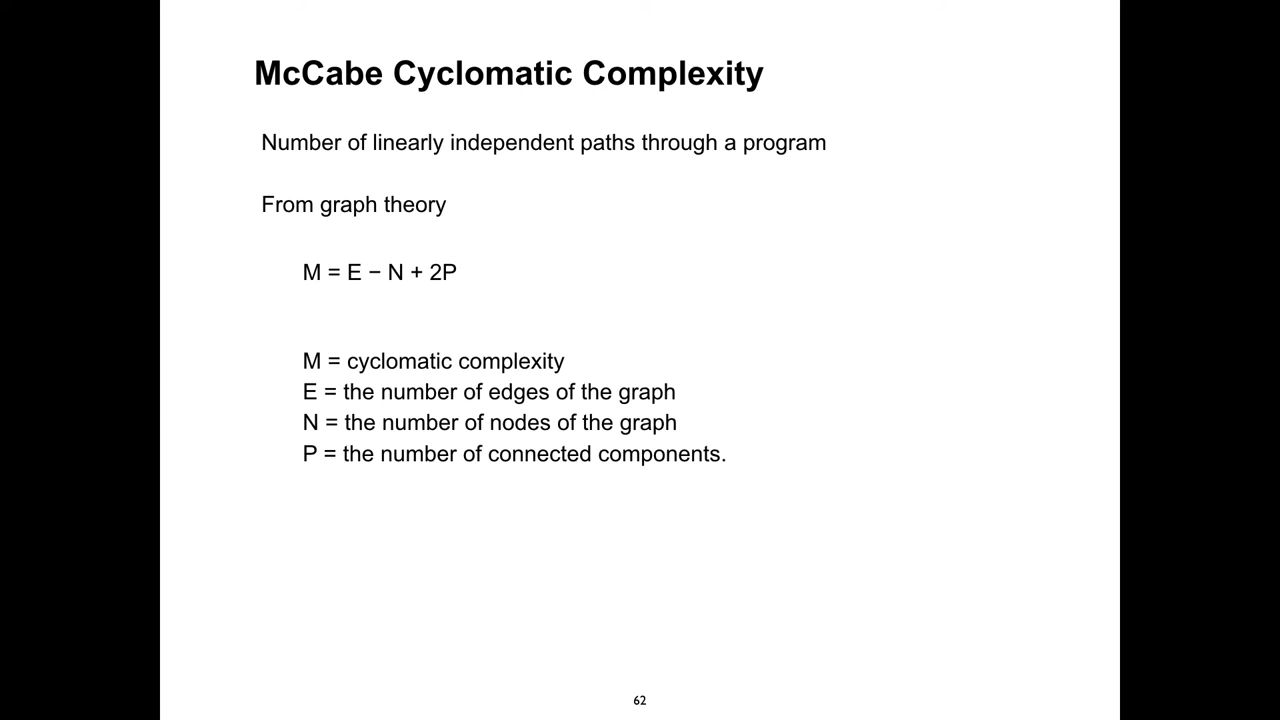 McCabe Cyclomatic Complexity
Number of linearly independent paths through a program
From graph theory
M = E − N + 2P
M = cyclomatic complexity
E = the number of edges of the graph
N = the number of nodes of the graph
P = the number of connected components.
62